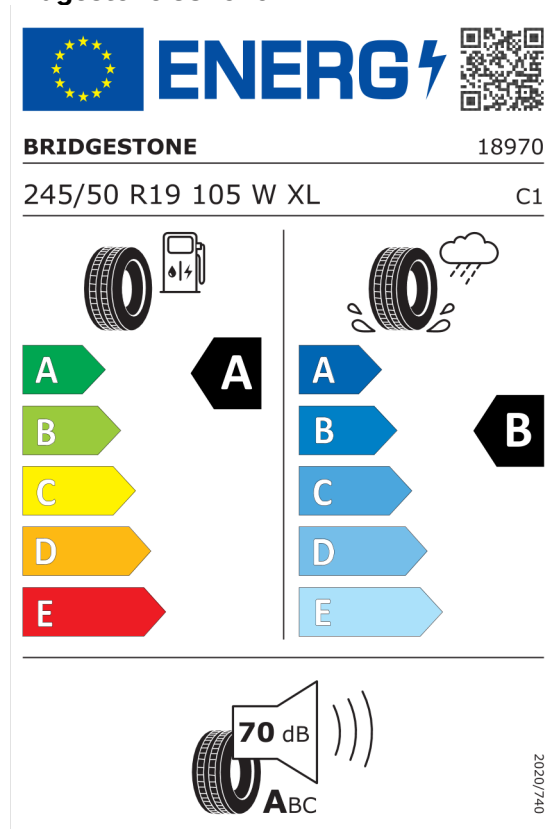 ENERG
BRIDGESTONE 18970
245/50 R19 105 W XL C1
A A
B
C
D
E
A
B B
C
D
E
70 dB
ABC
2020/740